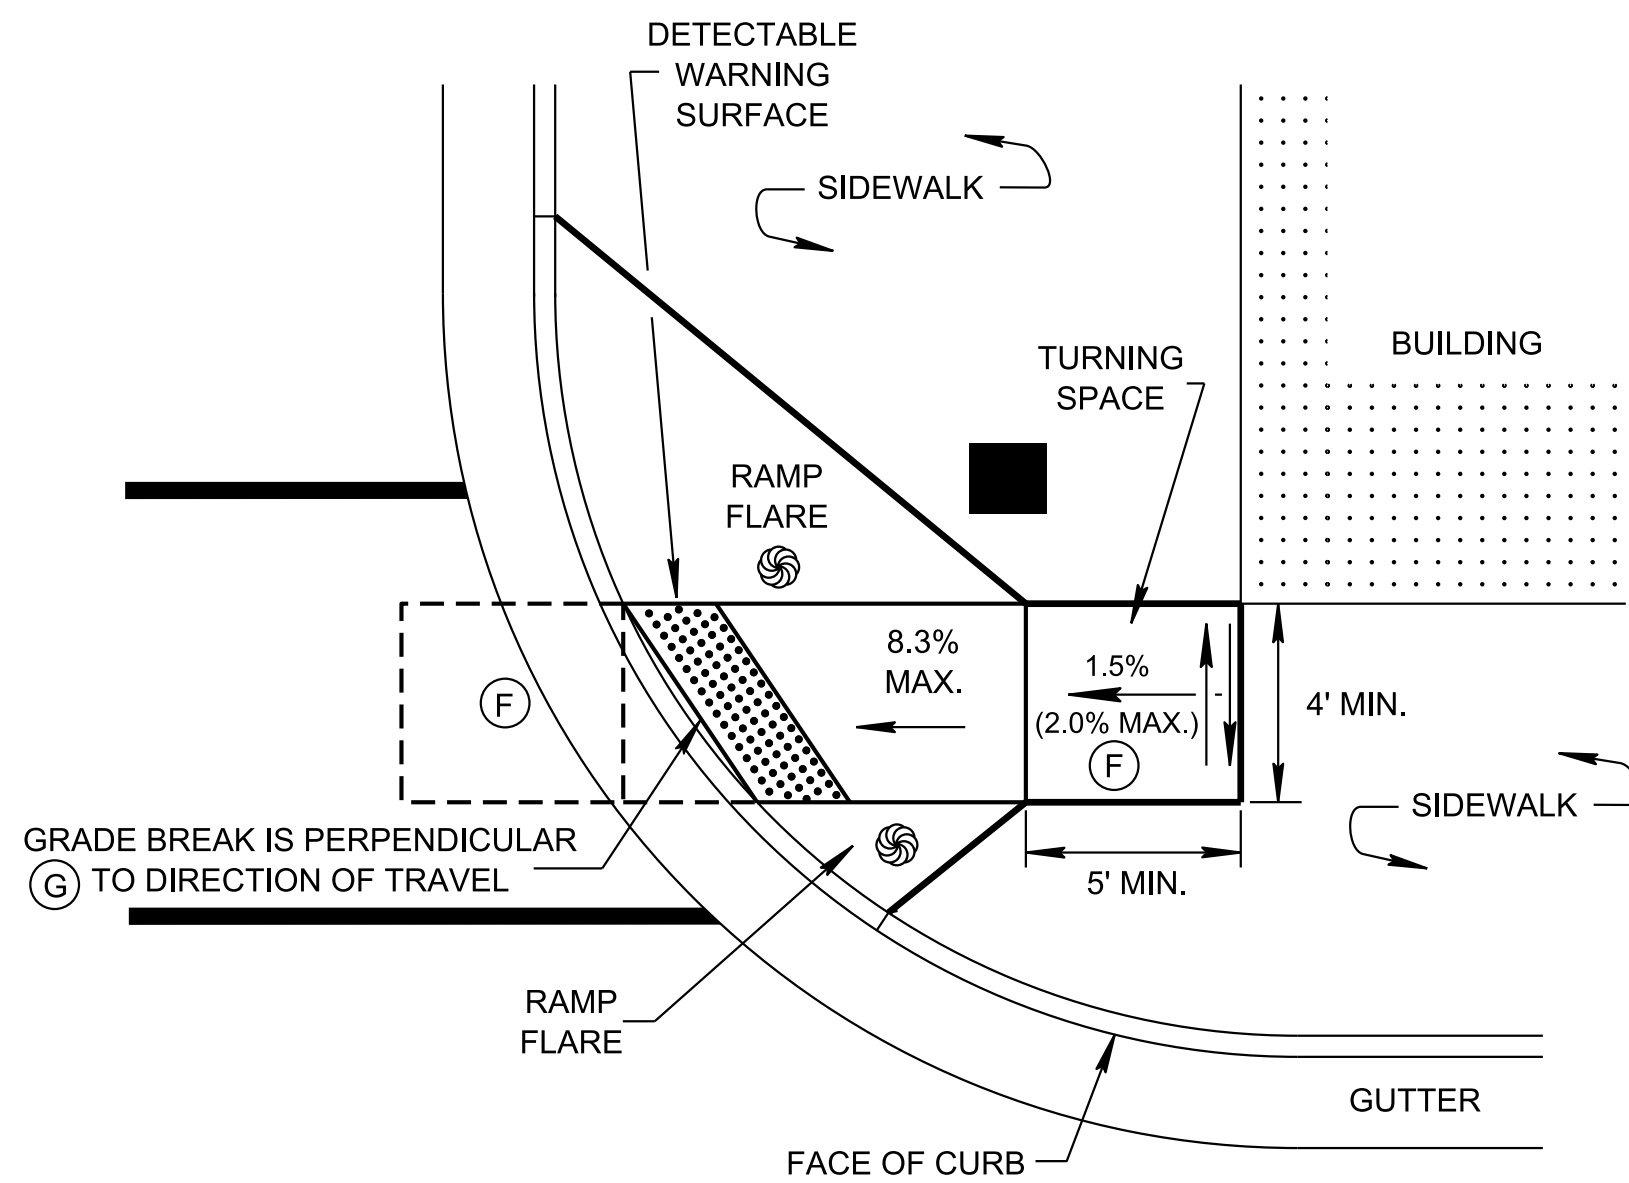 DETECTABLE
WARNING
SURFACE
SIDEWALK
BUILDING
TURNING
SPACE
RAMP
FLARE
8.3%
MAX.
1.5%
(2.0% MAX.)
F
F
4' MIN.
SIDEWALK
GRADE BREAK IS PERPENDICULAR
G TO DIRECTION OF TRAVEL
5' MIN.
RAMP
FLARE
GUTTER
FACE OF CURB